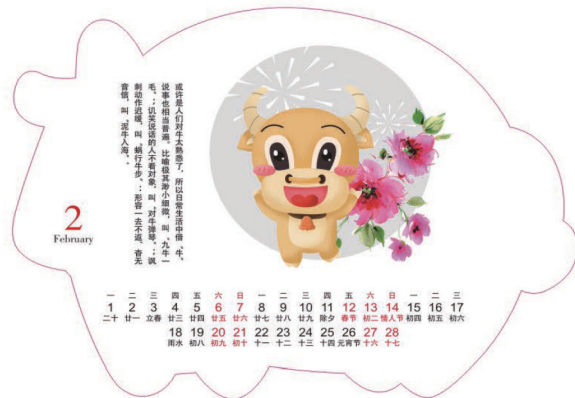 或许是人们对牛太熟悉了，所以日常生活中借、牛、
说事也相当普遍。比喻极其渺小细微，叫、九牛一
毛、；讥笑说话的人不看对象，叫、对牛弹琴、；讽
刺动作迟缓，叫、蜗行牛步、；形容一去不返，杳无
音信，叫、泥牛入海、。
2
February
一 二 三 四 五 六 日 一 二 三 四 五 六 日 一 二 三
1 2 3 4 5 6 7 8 9 10 11 12 13 14 15 16 17
二十 廿一 立春 廿三 廿四 廿五 廿六 廿七 廿八 廿九 除夕 春节 初二 情人节 初四 初五 初六
18 19 20 21 22 23 24 25 26 27 28
雨水 初八 初九 初十 十一 十二 十三 十四 元宵节 十六 十七